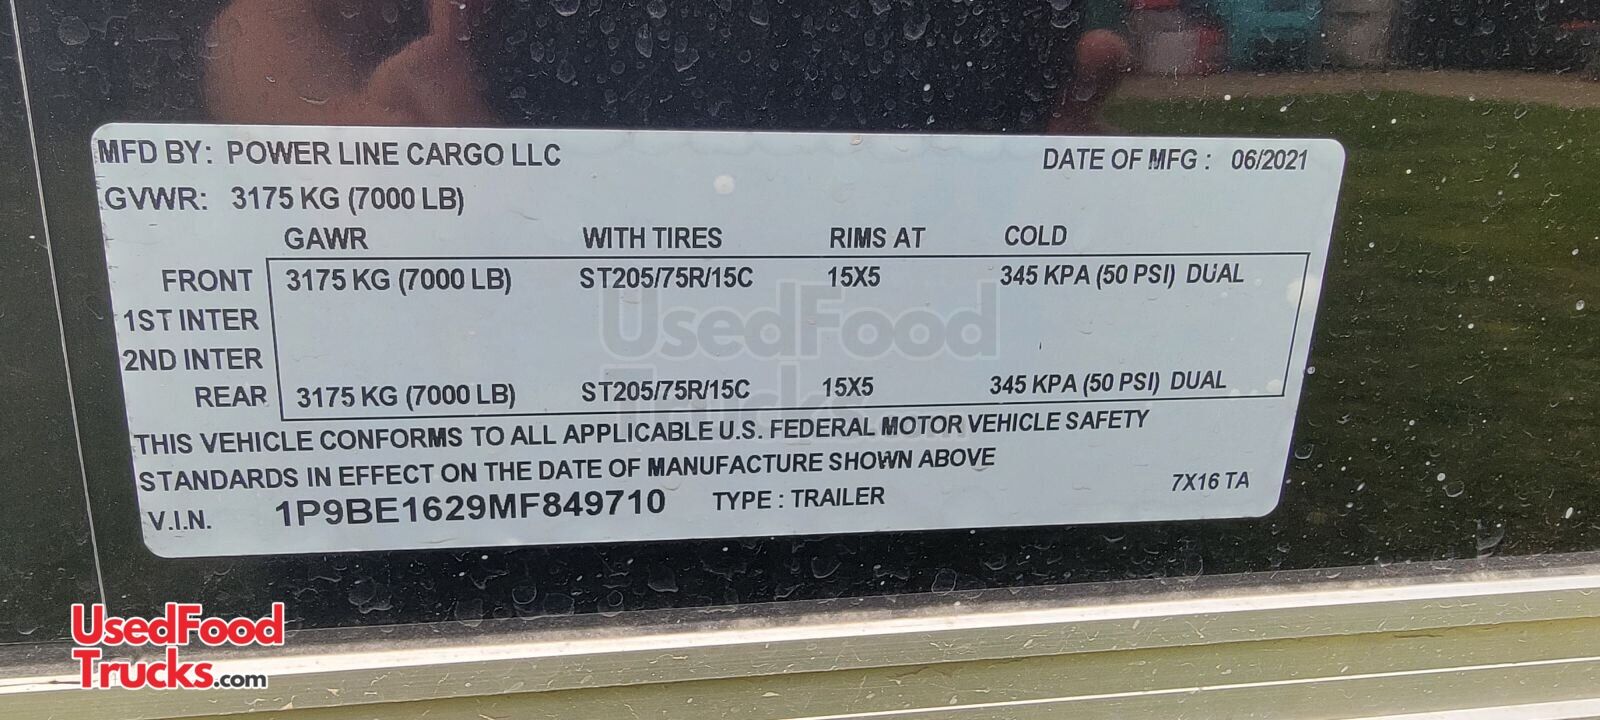 MFD BY: POWER LINE CARGO LLC DATE OF MFG : 06/2021
GVWR: 3175 KG (7000 LB)
GAWR WITH TIRES RIMS AT COLD
FRONT 3175 KG (7000 LB) ST205/75R/15C 15X5 345 KPA (50 PSI) DUAL
1ST INTER
2ND INTER
REAR 3175 KG (7000 LB) ST205/75R/15C 15X5 345 KPA (50 PSI) DUAL
THIS VEHICLE CONFORMS TO ALL APPLICABLE U.S. FEDERAL MOTOR VEHICLE SAFETY
STANDARDS IN EFFECT ON THE DATE OF MANUFACTURE SHOWN ABOVE
V.I.N. 1P9BE1629MF849710 TYPE : TRAILER 7X16 TA
UsedFood
Trucks.com
UsedFood
Trucks.com